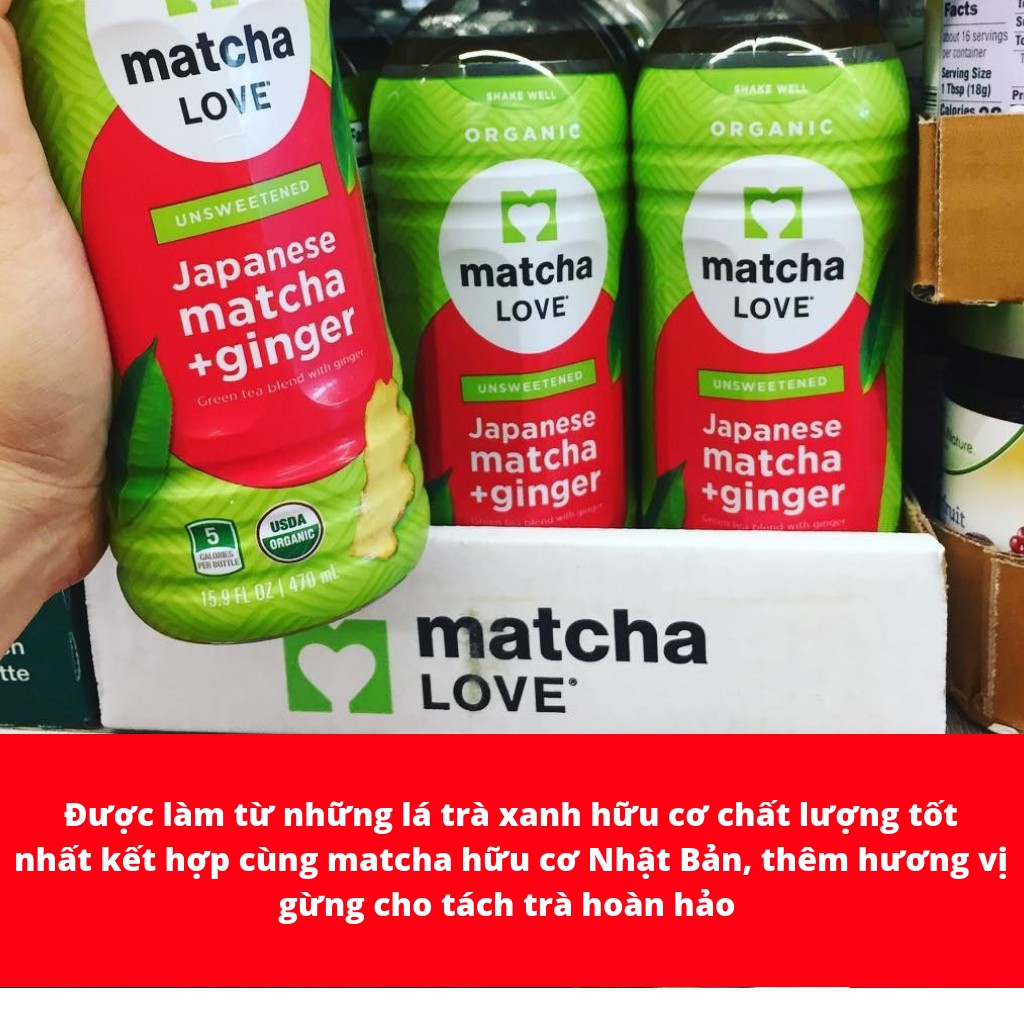 matcha
LOVE
UNSWEETENED
Japanese
matcha
+ginger
Green tea blend with ginger
5
CALORIES
PER BOTTLE
USDA
ORGANIC
15.9 FL OZ | 470 mL
SHAKE WELL
ORGANIC
matcha
LOVE
UNSWEETENED
Japanese
matcha
+ginger
Green tea blend with ginger
SHAKE WELL
ORGANIC
matcha
LOVE
UNSWEETENED
Japanese
matcha
+ginger
Green tea blend with ginger
Facts
about 16 servings
per container
Serving Size
1 Tbsp (18g)
Calories
matcha
LOVE®
Được làm từ những lá trà xanh hữu cơ chất lượng tốt
nhất kết hợp cùng matcha hữu cơ Nhật Bản, thêm hương vị
gừng cho tách trà hoàn hảo